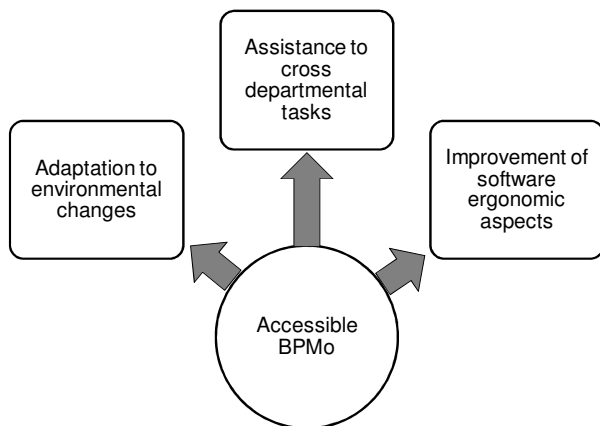 Assistance to
cross
departmental
tasks
Adaptation to
environmental
changes
Improvement of
software
ergonomic
aspects
Accessible
BPMo